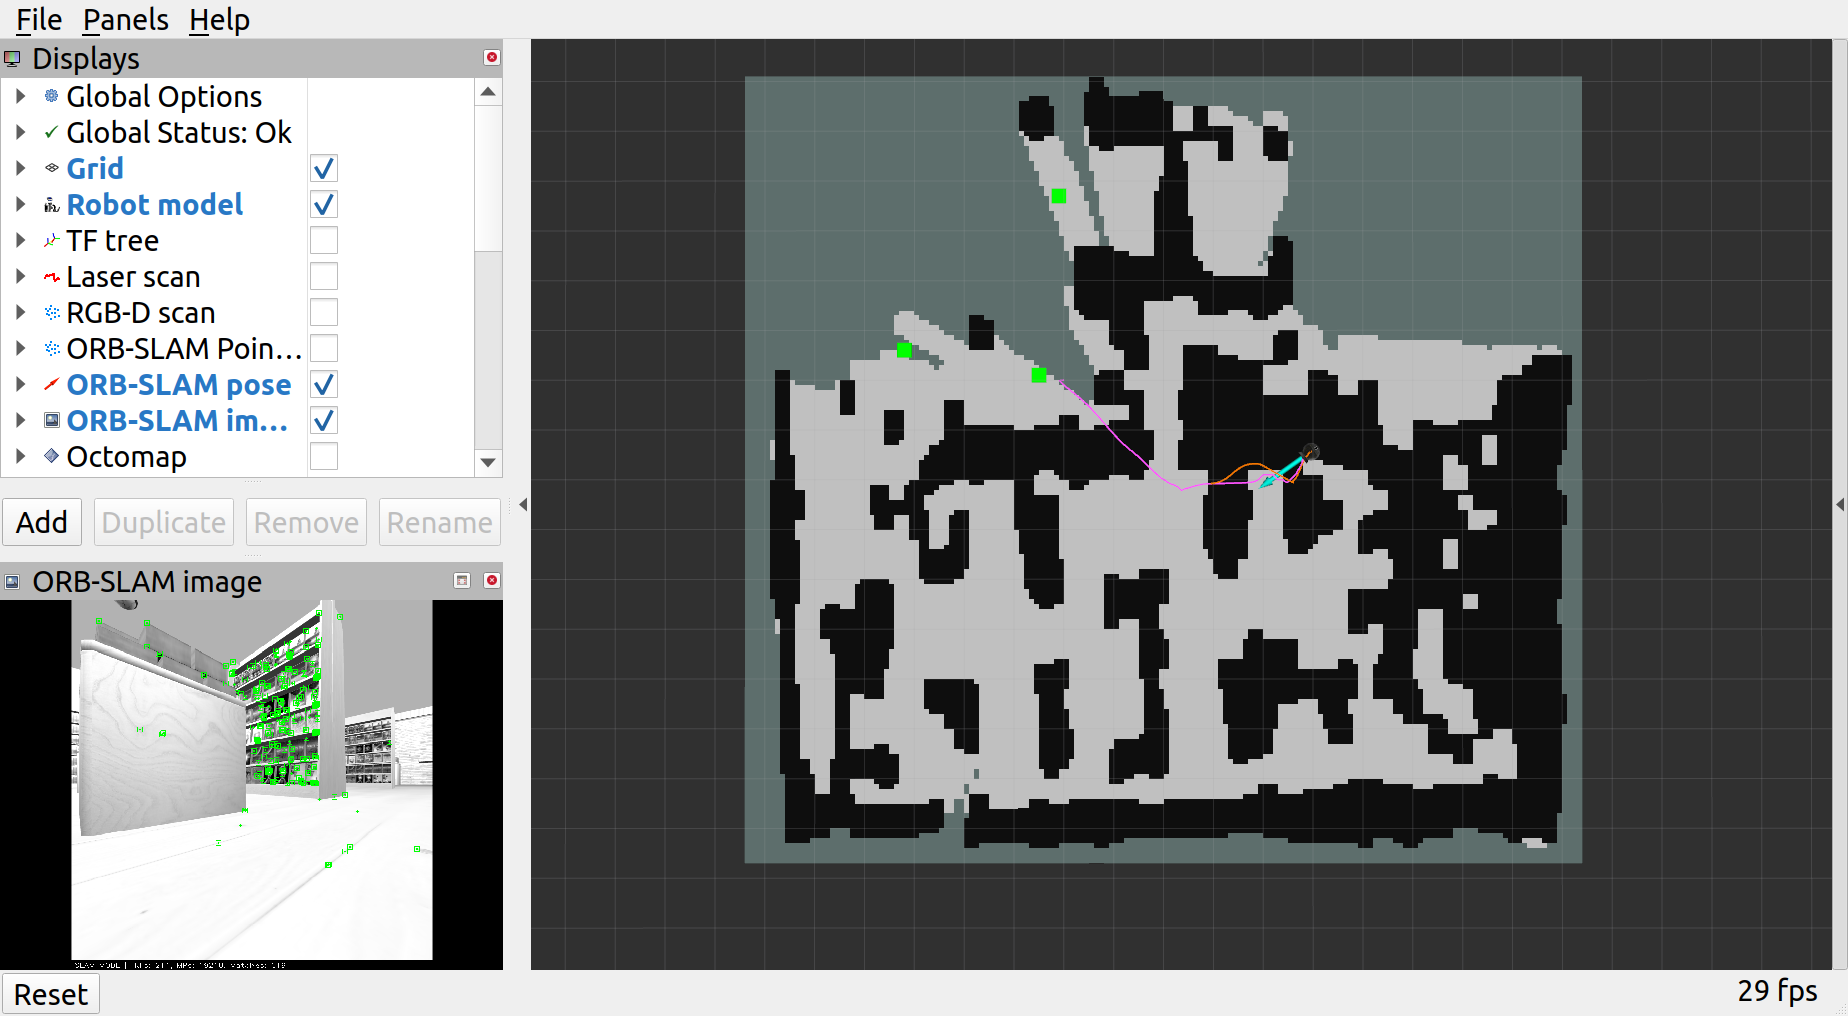 File Panels Help
Displays
Global Options
Global Status: Ok
Grid
Robot model
TF tree
Laser scan
RGB-D scan
ORB-SLAM Poin...
ORB-SLAM pose
ORB-SLAM im...
Octomap
Add Duplicate Remove Rename
ORB-SLAM image
SLAM MODE |
Reset
29 fps